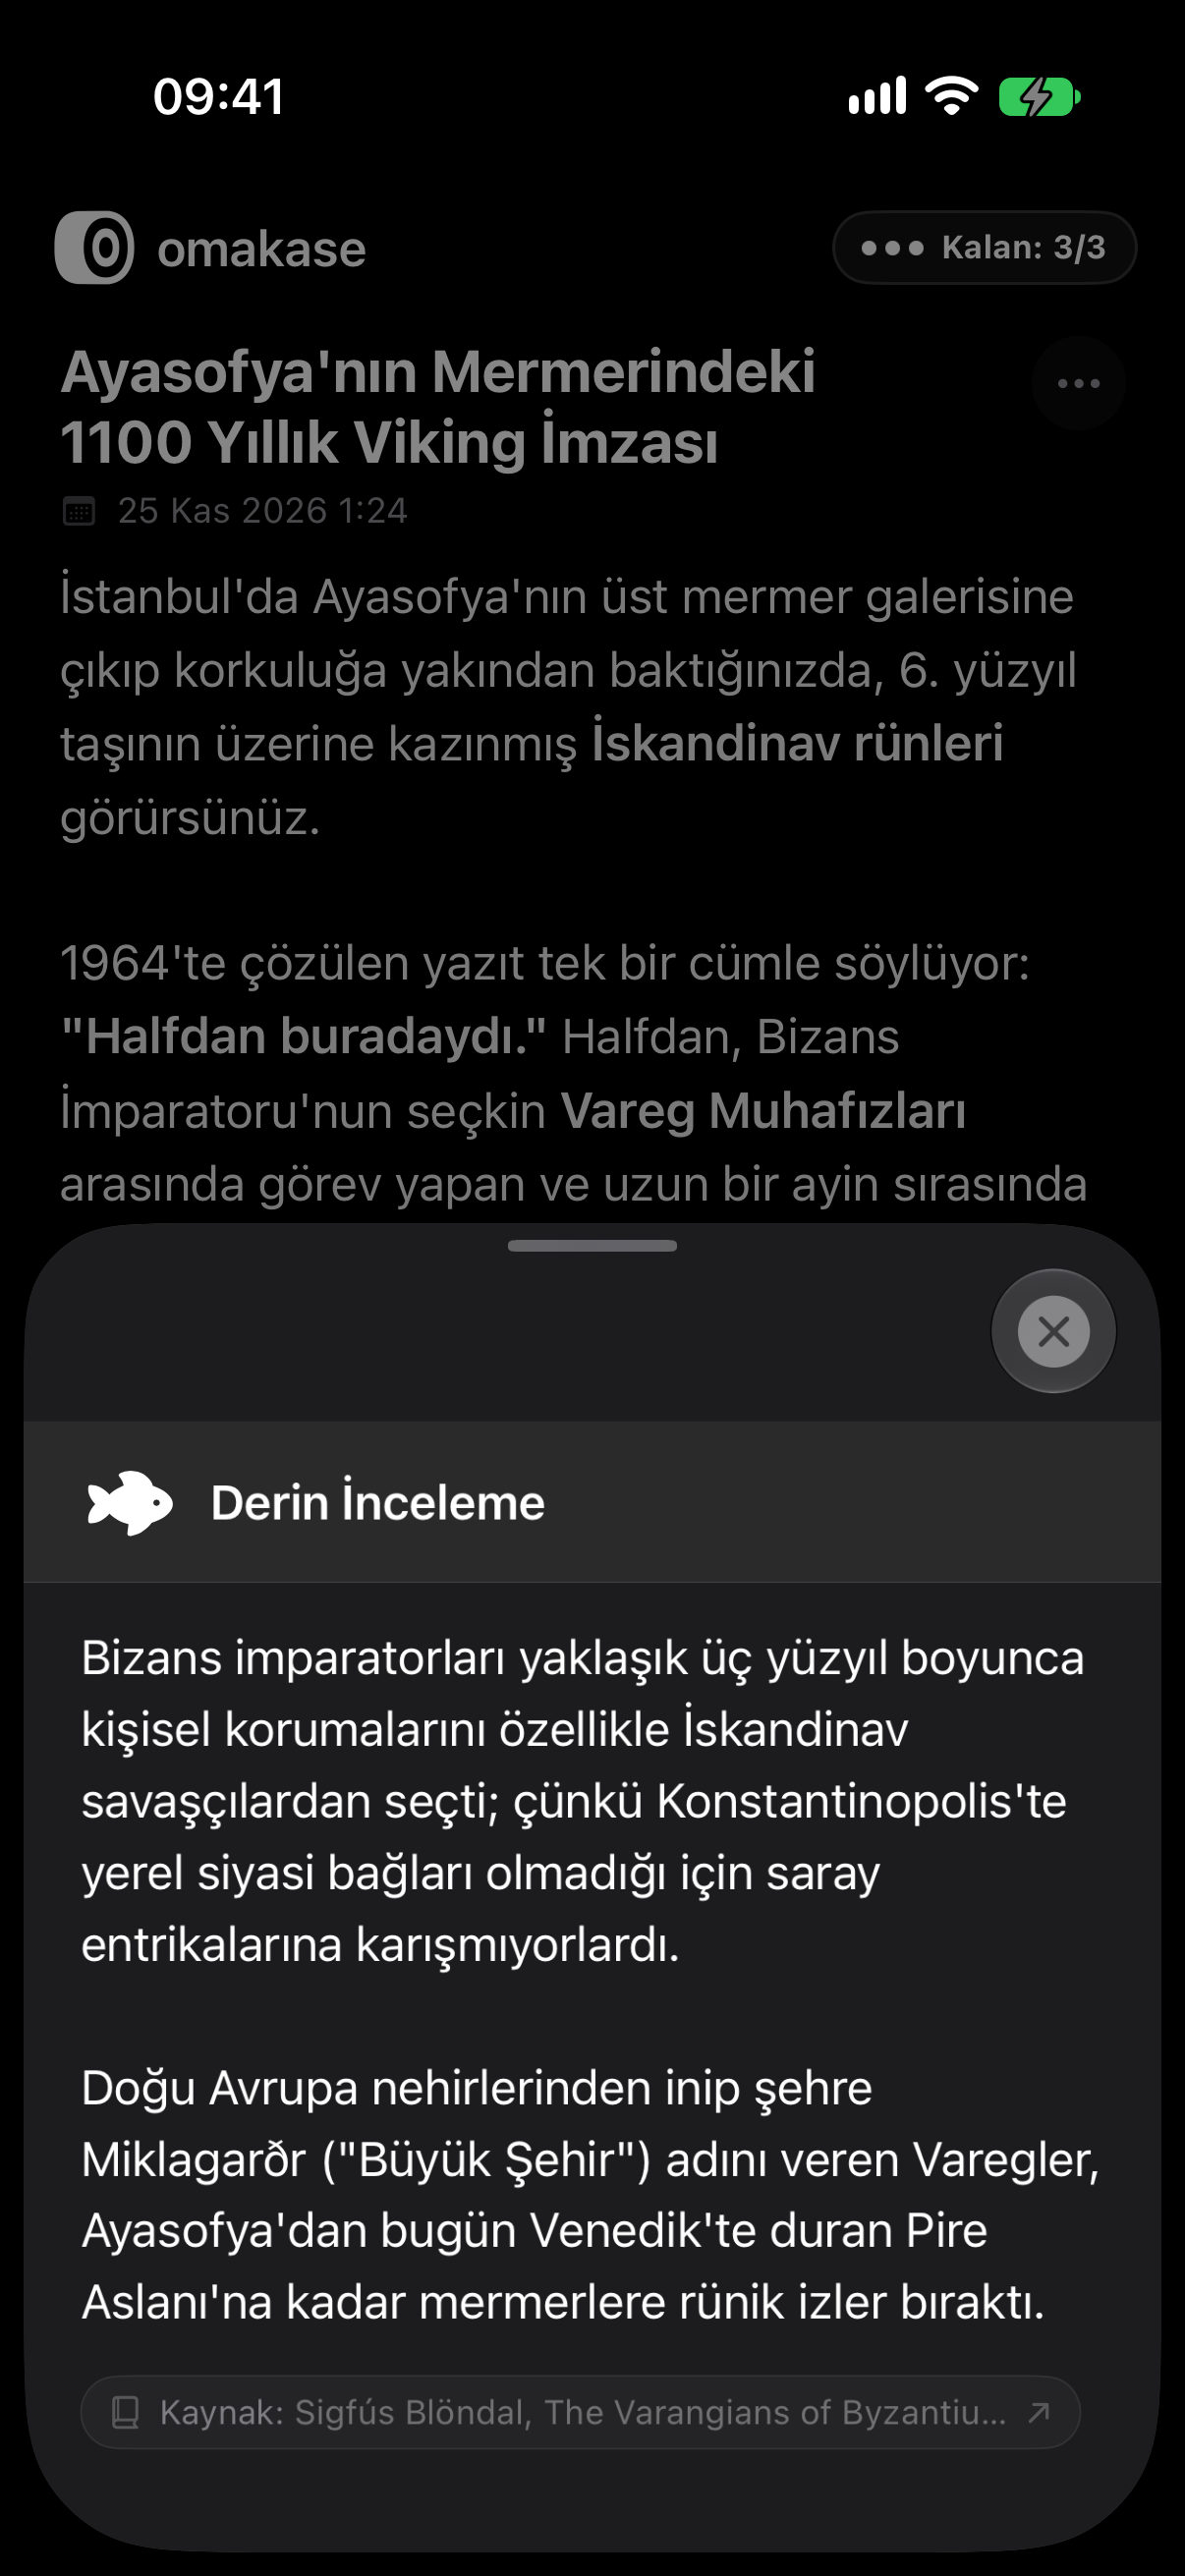 09:41
omakase
Kalan: 3/3
Ayasofya'nın Mermerindeki
1100 Yıllık Viking İmzası
25 Kas 2026 1:24
İstanbul'da Ayasofya'nın üst mermer galerisine
çıkıp korkuluğa yakından baktığınızda, 6. yüzyıl
taşının üzerine kazınmış İskandinav rünleri
görürsünüz.
1964'te çözülen yazıt tek bir cümle söylüyor:
"Halfdan buradaydı." Halfdan, Bizans
İmparatoru'nun seçkin Vareg Muhafızları
arasında görev yapan ve uzun bir ayin sırasında
Derin İnceleme
Bizans imparatorları yaklaşık üç yüzyıl boyunca
kişisel korumalarını özellikle İskandinav
savaşçılardan seçti; çünkü Konstantinopolis'te
yerel siyasi bağları olmadığı için saray
entrikalarına karışmıyorlardı.
Doğu Avrupa nehirlerinden inip şehre
Miklagarðr ("Büyük Şehir") adını veren Varegler,
Ayasofya'dan bugün Venedik'te duran Pire
Aslanı'na kadar mermerlere rünik izler bıraktı.
Kaynak: Sigfús Blöndal, The Varangians of Byzantiu...